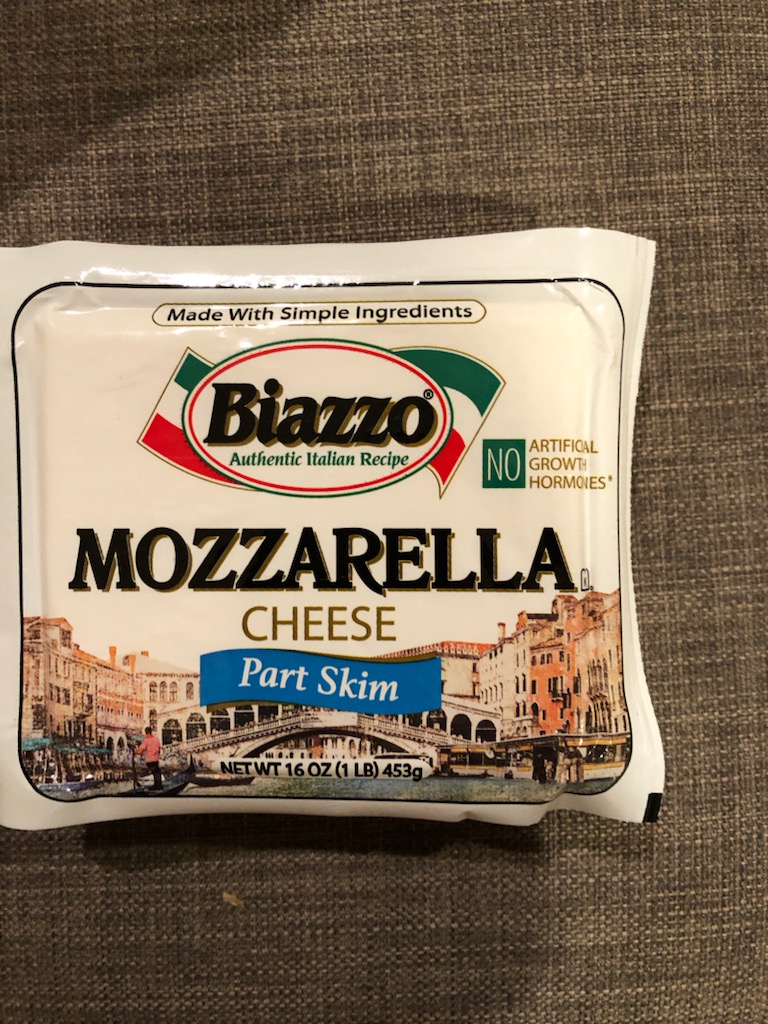 Made With Simple Ingredients
Biazzo®
Authentic Italian Recipe
NO ARTIFICIAL
GROWTH
HORMONES*
MOZZARELLA
CHEESE
Part Skim
NET WT 16 OZ (1 LB) 453g